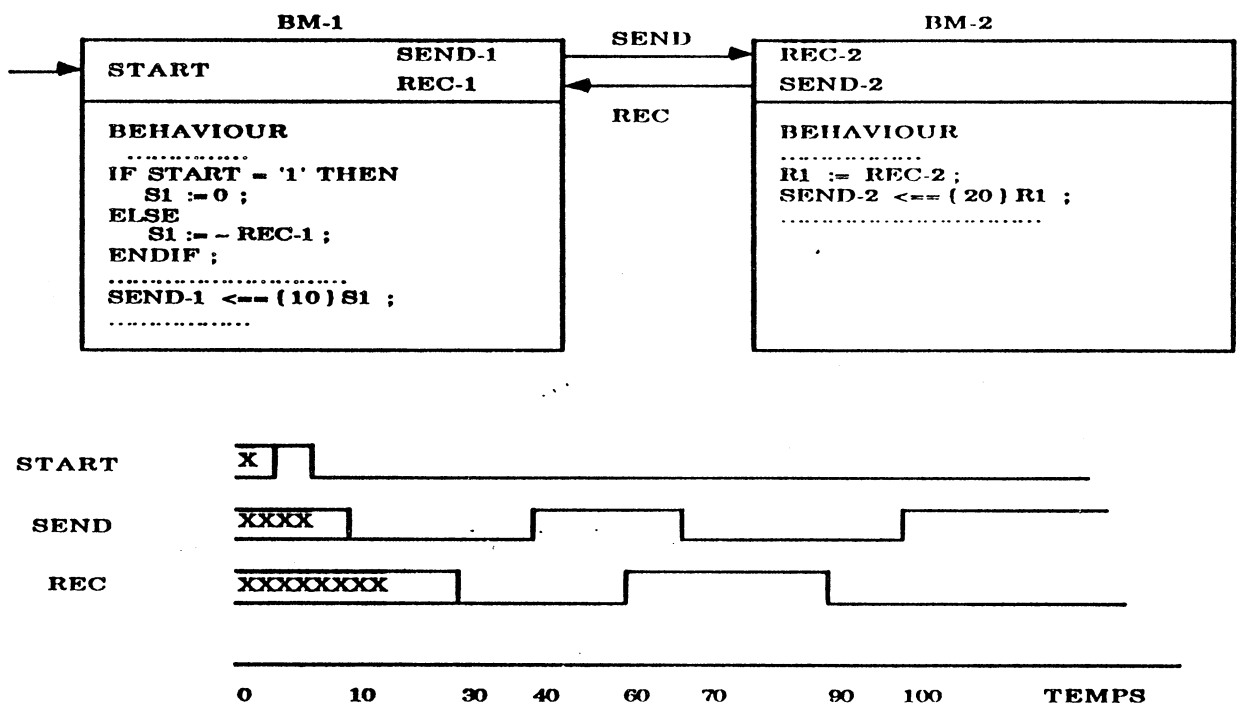 BM-1
BM-2
SEND
START
SEND-1
REC-1
REC-2
SEND-2
REC
BEHAVIOUR
................
IF START = '1' THEN
S1 := 0 ;
ELSE
S1 := ~ REC-1 ;
ENDIF ;
................................
SEND-1 <== ( 10 ) S1 ;
...................
BEHAVIOUR
...................
R1 := REC-2 ;
SEND-2 <== ( 20 ) R1 ;
...................................
START X
SEND XXXX
REC XXXXXXXX
0 10 30 40 60 70 90 100 TEMPS